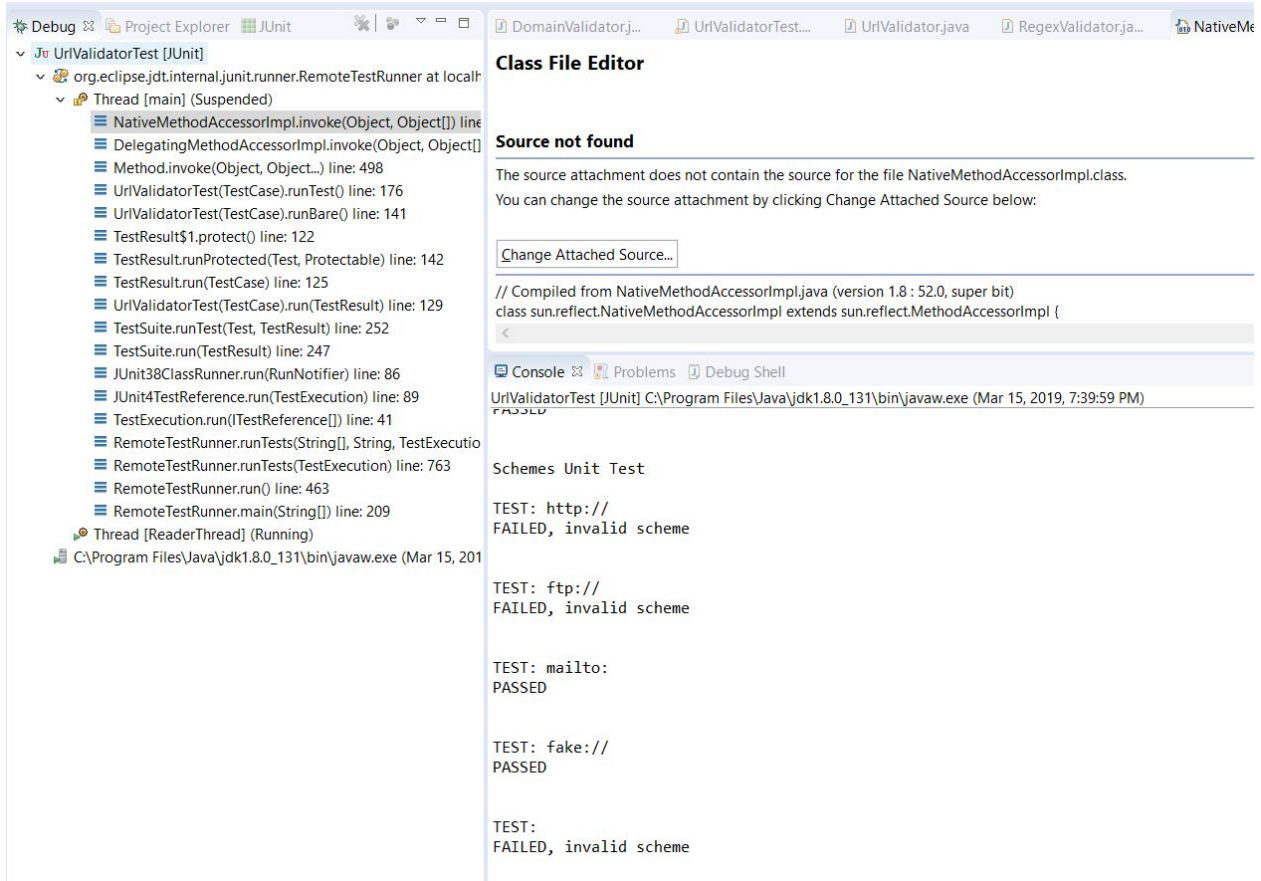 Debug Project Explorer JUnit
UrlValidatorTest [JUnit]
org.eclipse.jdt.internal.junit.runner.RemoteTestRunner at localh
Thread [main] (Suspended)
NativeMethodAccessorImpl.invoke(Object, Object[]) line
DelegatingMethodAccessorImpl.invoke(Object, Object[]
Method.invoke(Object, Object...) line: 498
UrlValidatorTest(TestCase).runTest() line: 176
UrlValidatorTest(TestCase).runBare() line: 141
TestResult$1.protect() line: 122
TestResult.runProtected(Test, Protectable) line: 142
TestResult.run(TestCase) line: 125
UrlValidatorTest(TestCase).run(TestResult) line: 129
TestSuite.runTest(Test, TestResult) line: 252
TestSuite.run(TestResult) line: 247
JUnit38ClassRunner.run(RunNotifier) line: 86
JUnit4TestReference.run(TestExecution) line: 89
TestExecution.run(ITestReference[]) line: 41
RemoteTestRunner.runTests(String[], String, TestExecutio
RemoteTestRunner.runTests(TestExecution) line: 763
RemoteTestRunner.run() line: 463
RemoteTestRunner.main(String[]) line: 209
Thread [ReaderThread] (Running)
C:\Program Files\Java\jdk1.8.0_131\bin\javaw.exe (Mar 15, 201
DomainValidator.j... UrlValidatorTest.... UrlValidator.java RegexValidator.ja... NativeMe
Class File Editor
Source not found
The source attachment does not contain the source for the file NativeMethodAccessorImpl.class.
You can change the source attachment by clicking Change Attached Source below:
Change Attached Source...
// Compiled from NativeMethodAccessorImpl.java (version 1.8 : 52.0, super bit)
class sun.reflect.NativeMethodAccessorImpl extends sun.reflect.MethodAccessorImpl {
Console Problems Debug Shell
UrlValidatorTest [JUnit] C:\Program Files\Java\jdk1.8.0_131\bin\javaw.exe (Mar 15, 2019, 7:39:59 PM)
PASSED
Schemes Unit Test
TEST: http://
FAILED, invalid scheme
TEST: ftp://
FAILED, invalid scheme
TEST: mailto:
PASSED
TEST: fake://
PASSED
TEST:
FAILED, invalid scheme